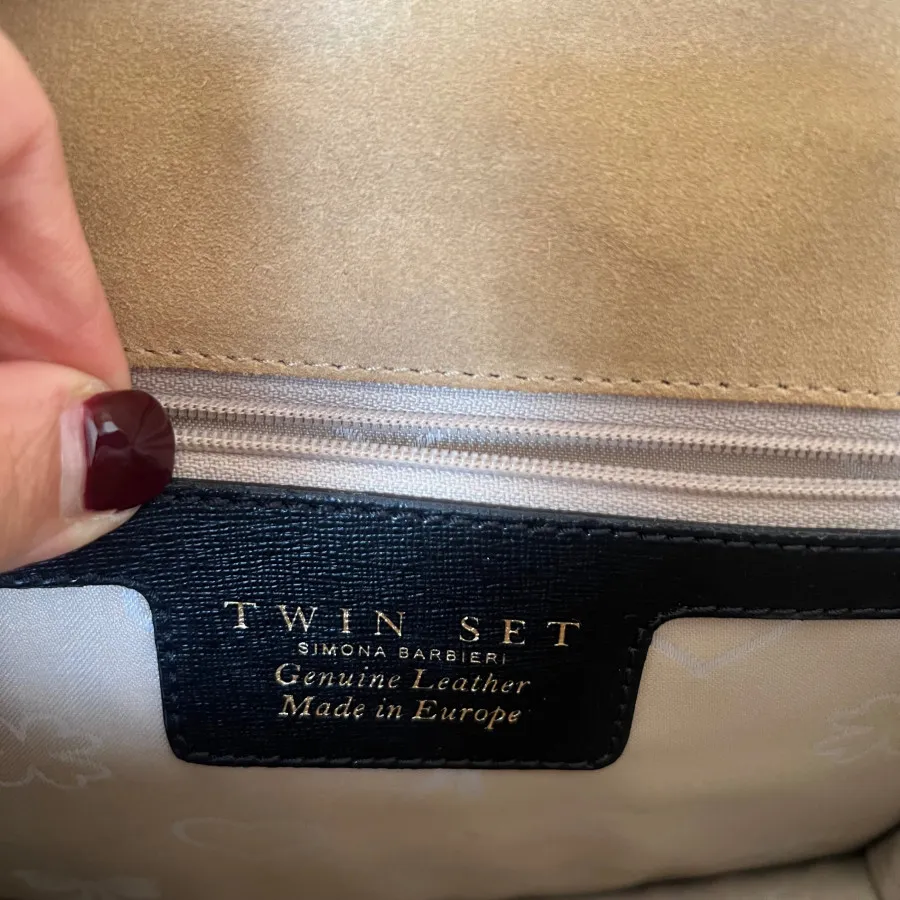 TWIN SET
SIMONA BARBIERI
Genuine Leather
Made in Europe